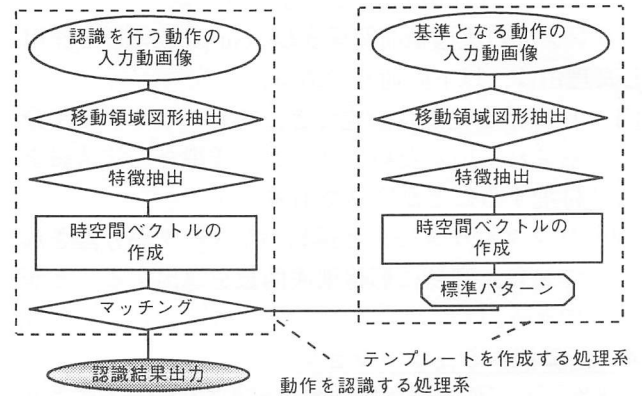 認識を行う動作の
入力動画像
移動領域図形抽出
特徴抽出
時空間ベクトルの
作成
マッチング
認識結果出力
基準となる動作の
入力動画像
移動領域図形抽出
特徴抽出
時空間ベクトルの
作成
標準パターン
テンプレートを作成する処理系
動作を認識する処理系